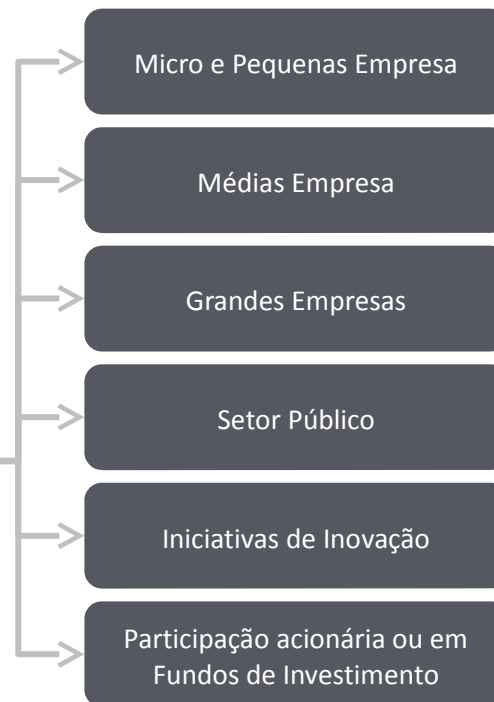 Micro e Pequenas Empresa
Médias Empresa
Grandes Empresas
Setor Público
Iniciativas de Inovação
Participação acionária ou em
Fundos de Investimento